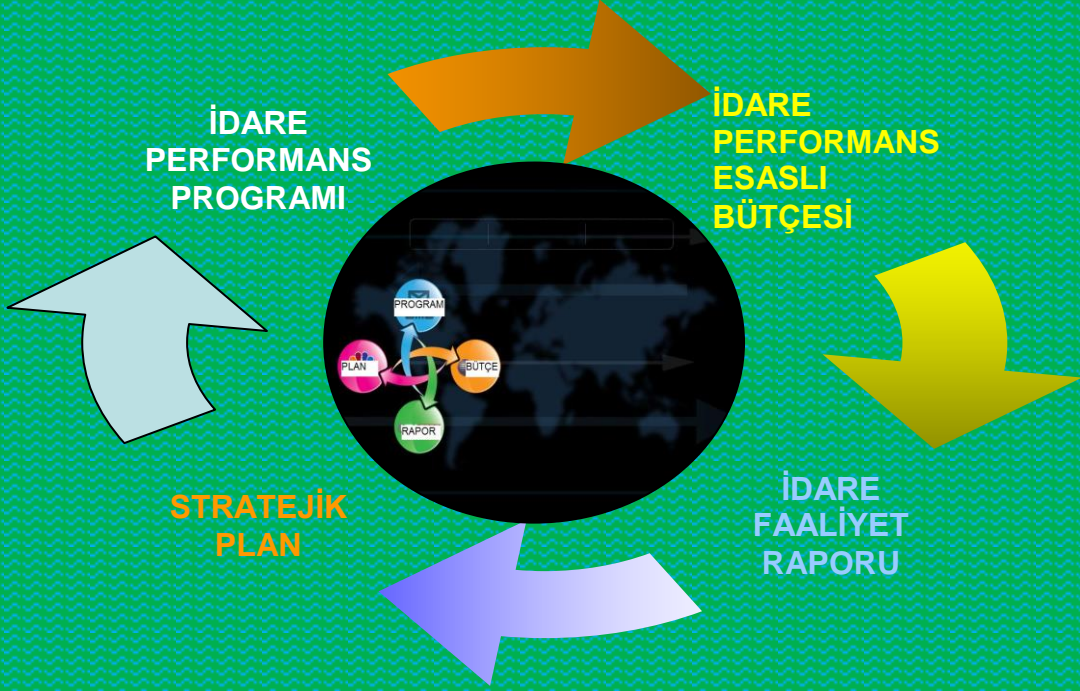 İDARE
PERFORMANS
PROGRAMI
İDARE
PERFORMANS
ESASLI
BÜTÇESİ
PROGRAM
PLAN
BÜTÇE
RAPOR
STRATEJİK
PLAN
İDARE
FAALİYET
RAPORU